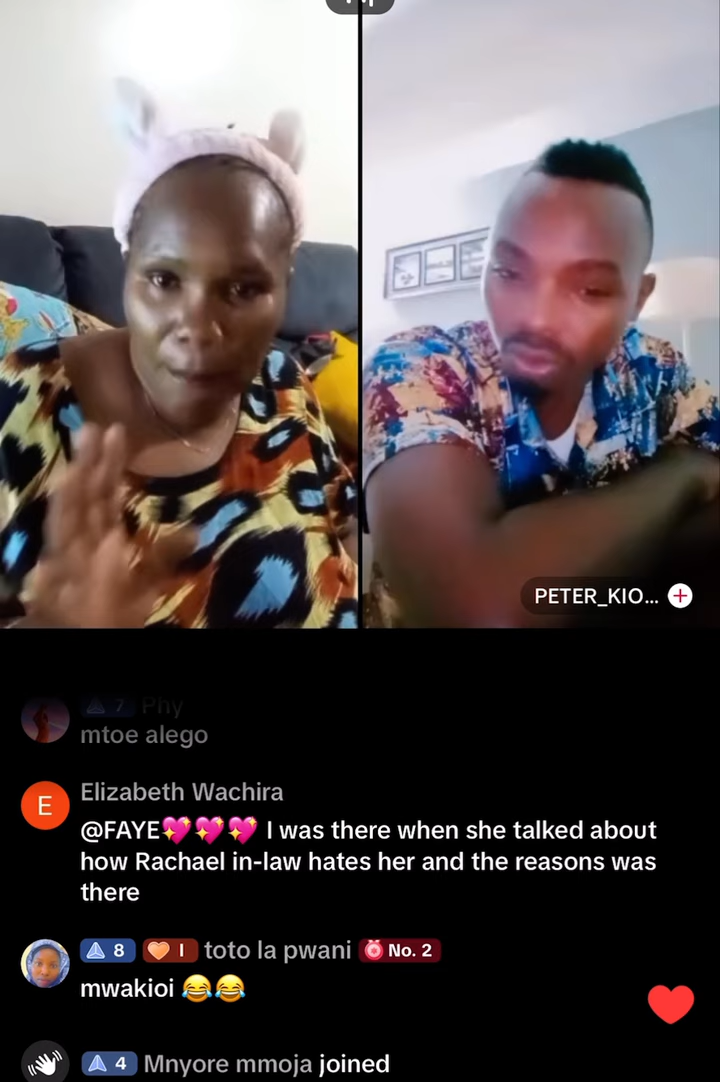 PETER_KIO...
7 Phy
mtoe alego
E
Elizabeth Wachira
@FAYE💖💖💖 I was there when she talked about
how Rachael in-law hates her and the reasons was
there
8 I toto la pwani No. 2
mwakioi 😂😂
4 Mnyore mmoja joined